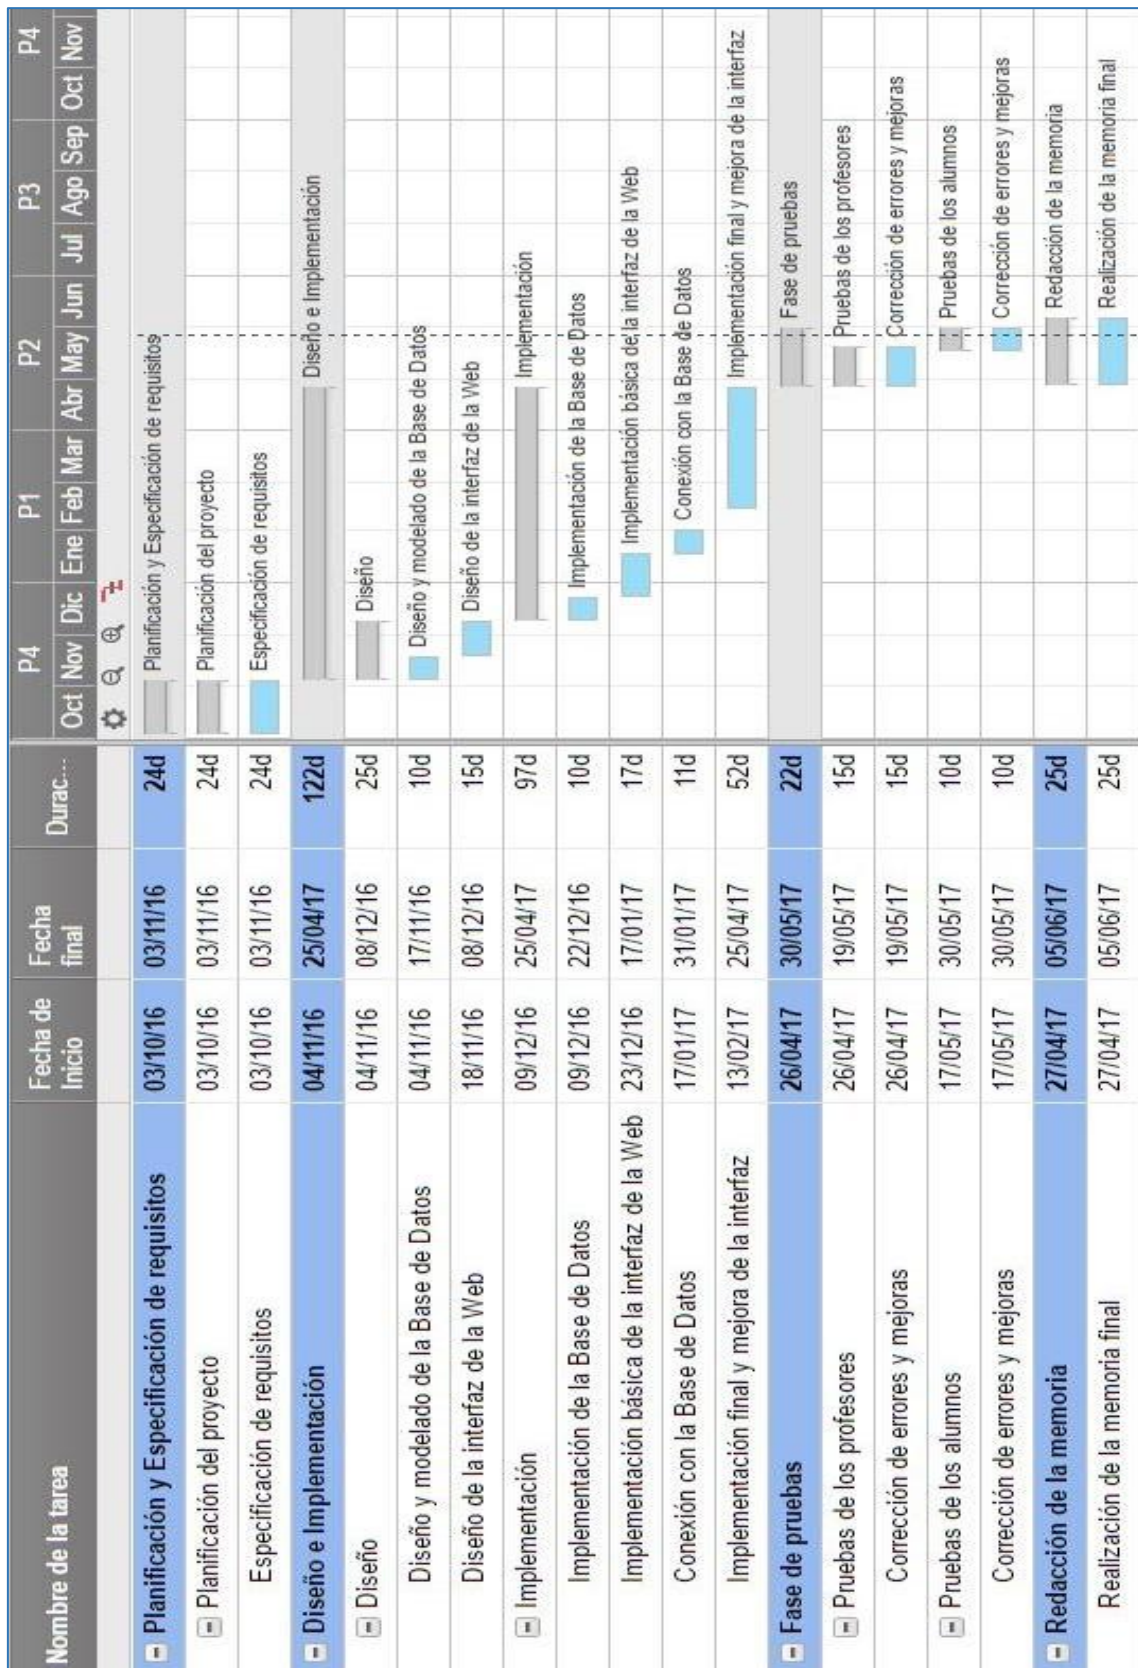 Nombre de la tarea Fecha de Inicio Fecha final Durac...
P4 P1 P2 P3 P4
Oct Nov Dic Ene Feb Mar Abr May Jun Jul Ago Sep Oct Nov
Planificación y Especificación de requisitos 03/10/16 03/11/16 24d Planificación y Especificación de requisitos
Planificación del proyecto 03/10/16 03/11/16 24d Planificación del proyecto
Especificación de requisitos 03/10/16 03/11/16 24d Especificación de requisitos
Diseño e Implementación 04/11/16 25/04/17 122d Diseño e Implementación
Diseño 04/11/16 08/12/16 25d Diseño
Diseño y modelado de la Base de Datos 04/11/16 17/11/16 10d Diseño y modelado de la Base de Datos
Diseño de la interfaz de la Web 18/11/16 08/12/16 15d Diseño de la interfaz de la Web
Implementación 09/12/16 25/04/17 97d Implementación
Implementación de la Base de Datos 09/12/16 22/12/16 10d Implementación de la Base de Datos
Implementación básica de la interfaz de la Web 23/12/16 17/01/17 17d Implementación básica de la interfaz de la Web
Conexión con la Base de Datos 17/01/17 31/01/17 11d Conexión con la Base de Datos
Implementación final y mejora de la interfaz 13/02/17 25/04/17 52d Implementación final y mejora de la interfaz
Fase de pruebas 26/04/17 30/05/17 22d Fase de pruebas
Pruebas de los profesores 26/04/17 19/05/17 15d Pruebas de los profesores
Corrección de errores y mejoras 26/04/17 19/05/17 15d Corrección de errores y mejoras
Pruebas de los alumnos 17/05/17 30/05/17 10d Pruebas de los alumnos
Corrección de errores y mejoras 17/05/17 30/05/17 10d Corrección de errores y mejoras
Redacción de la memoria 27/04/17 05/06/17 25d Redacción de la memoria
Realización de la memoria final 27/04/17 05/06/17 25d Realización de la memoria final